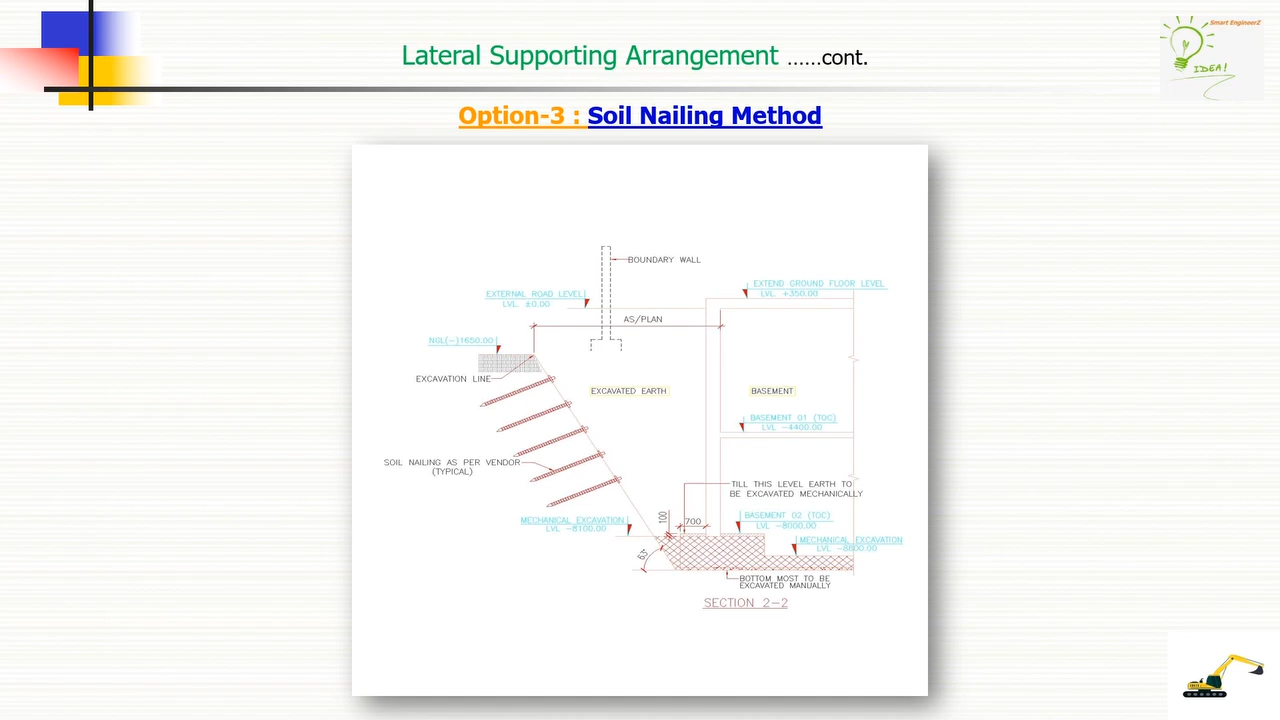 Lateral Supporting Arrangement ......cont.
Smart EngineerZ
IDEA!
Option-3 : Soil Nailing Method
BOUNDARY WALL
EXTEND GROUND FLOOR LEVEL
LVL. +350.00
EXTERNAL ROAD LEVEL
LVL. ±0.00
AS/PLAN
NGL(-)1650.00
EXCAVATION LINE
EXCAVATED EARTH
BASEMENT
BASEMENT 01 (TOC)
LVL -4400.00
SOIL NAILING AS PER VENDOR
(TYPICAL)
TILL THIS LEVEL EARTH TO
BE EXCAVATED MECHANICALLY
100
700
MECHANICAL EXCAVATION
LVL -8100.00
BASEMENT 02 (TOC)
LVL -8000.00
MECHANICAL EXCAVATION
LVL -8800.00
63°
BOTTOM MOST TO BE
EXCAVATED MANUALLY
SECTION 2-2